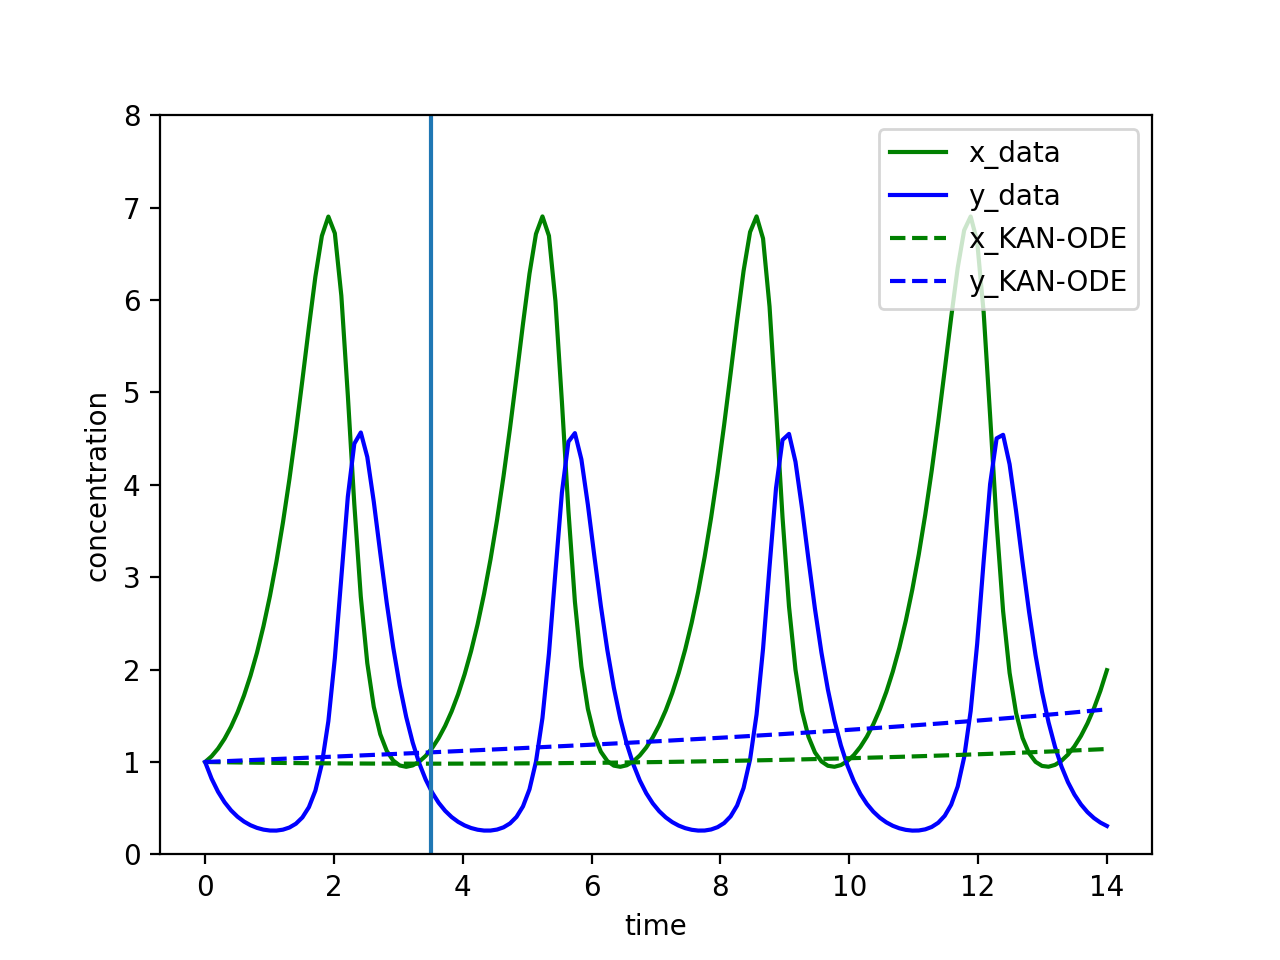 8
7
6
5
4
3
2
1
0
concentration
x_data
y_data
x_KAN-ODE
y_KAN-ODE
0 2 4 6 8 10 12 14
time